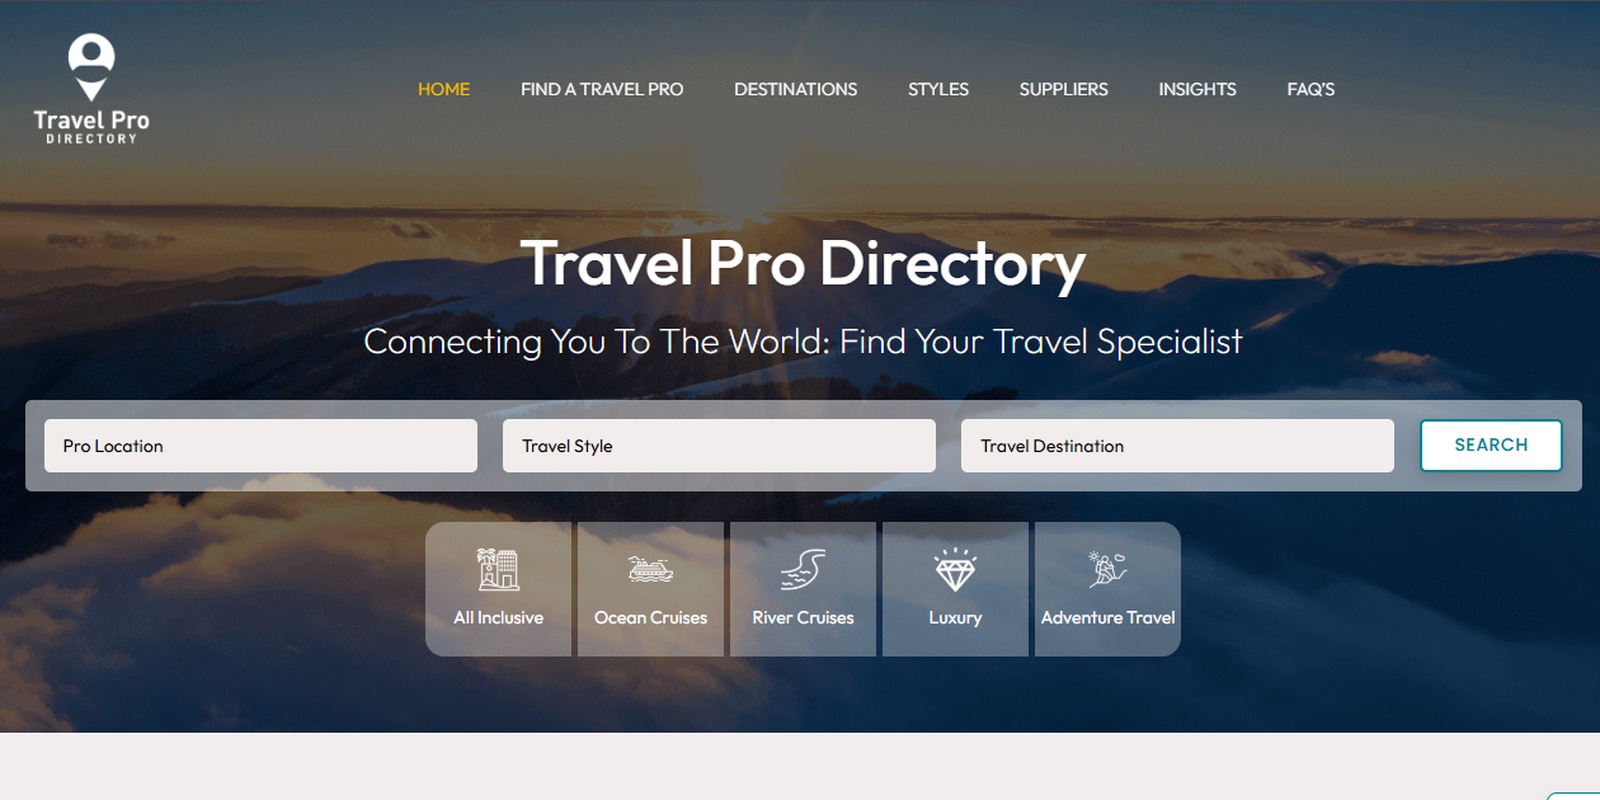 Travel Pro
DIRECTORY
HOME FIND A TRAVEL PRO DESTINATIONS STYLES SUPPLIERS INSIGHTS FAQ'S
Travel Pro Directory
Connecting You To The World: Find Your Travel Specialist
Pro Location Travel Style Travel Destination SEARCH
All Inclusive Ocean Cruises River Cruises Luxury Adventure Travel